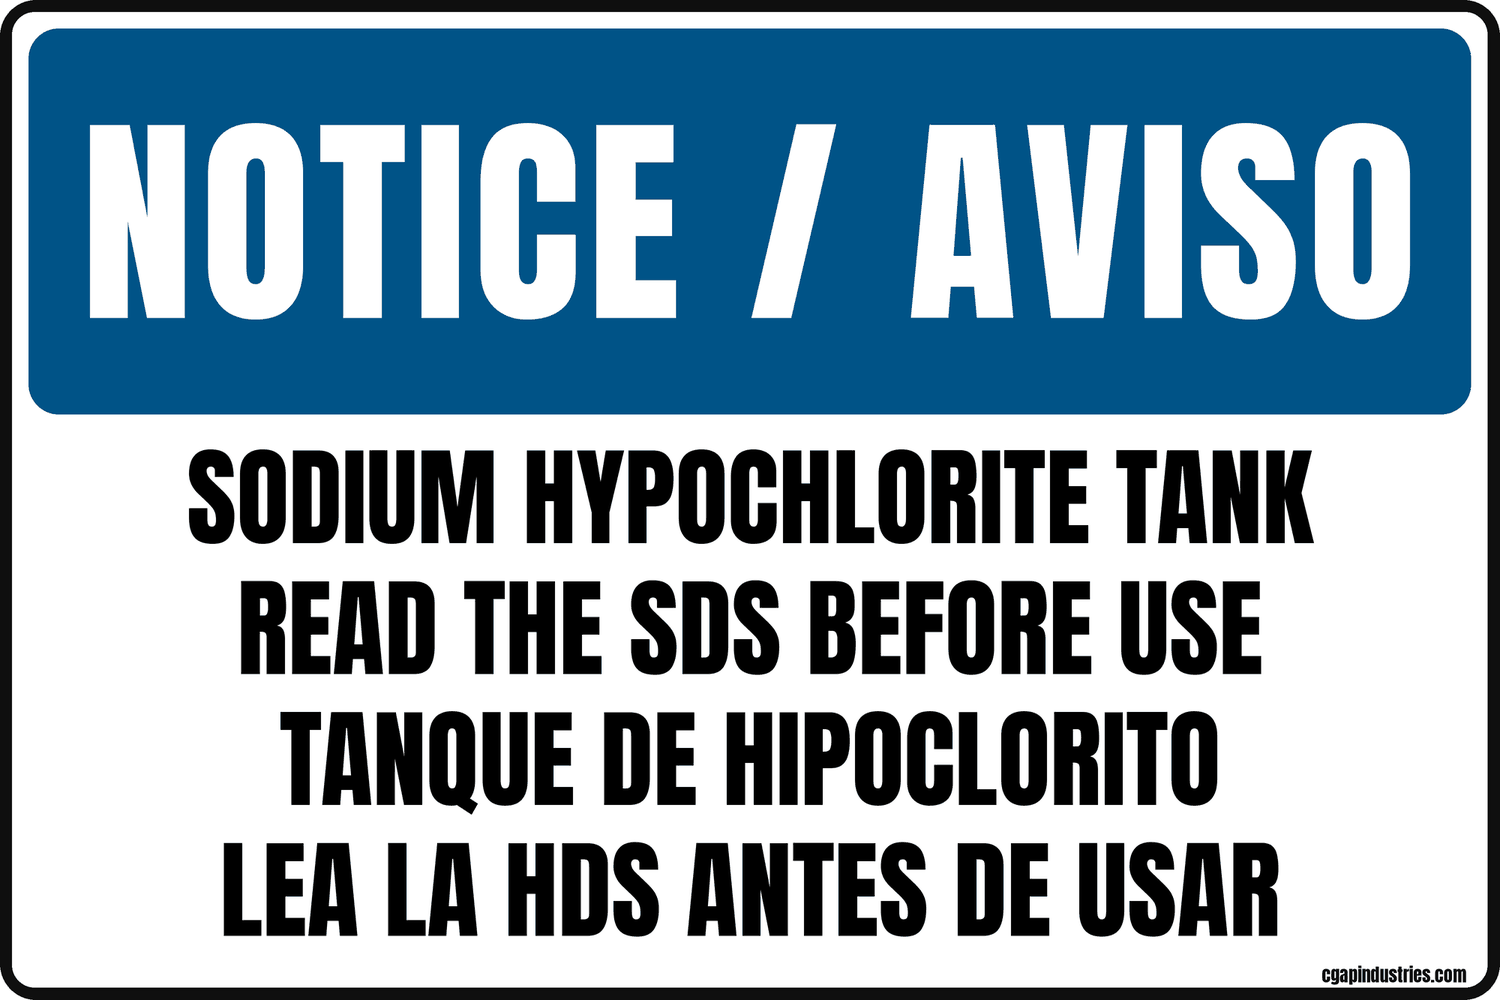 NOTICE / AVISO
SODIUM HYPOCHLORITE TANK
READ THE SDS BEFORE USE
TANQUE DE HIPOCLORITO
LEA LA HDS ANTES DE USAR
cgapindustries.com